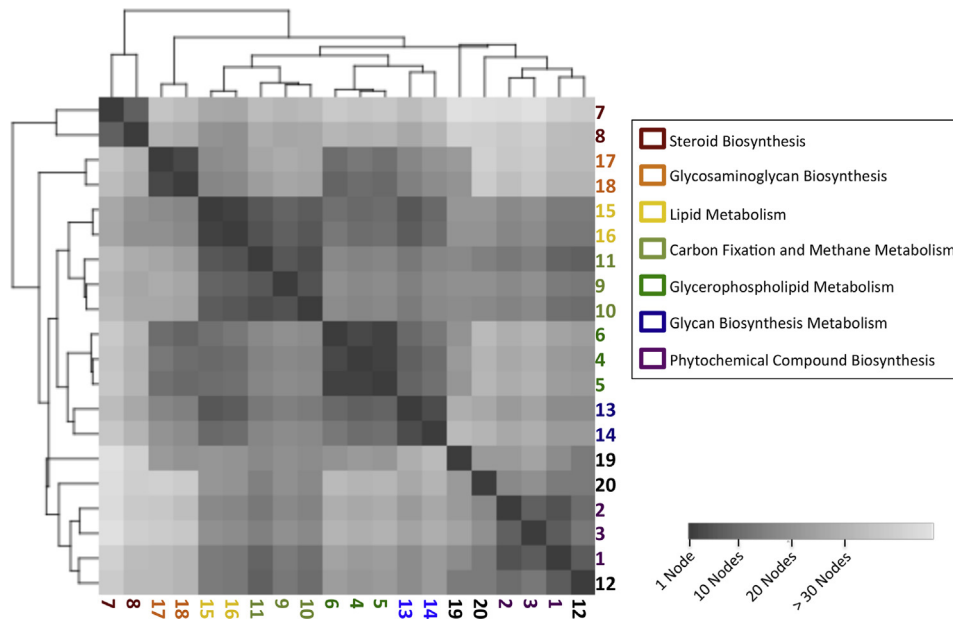 7
8
17
18
15
16
11
9
10
6
4
5
13
14
19
20
2
3
1
12
7 8 17 18 15 16 11 9 10 6 4 5 13 14 19 20 2 3 1 12
Steroid Biosynthesis
Glycosaminoglycan Biosynthesis
Lipid Metabolism
Carbon Fixation and Methane Metabolism
Glycerophospholipid Metabolism
Glycan Biosynthesis Metabolism
Phytochemical Compound Biosynthesis
1 Node
10 Nodes
20 Nodes
> 30 Nodes